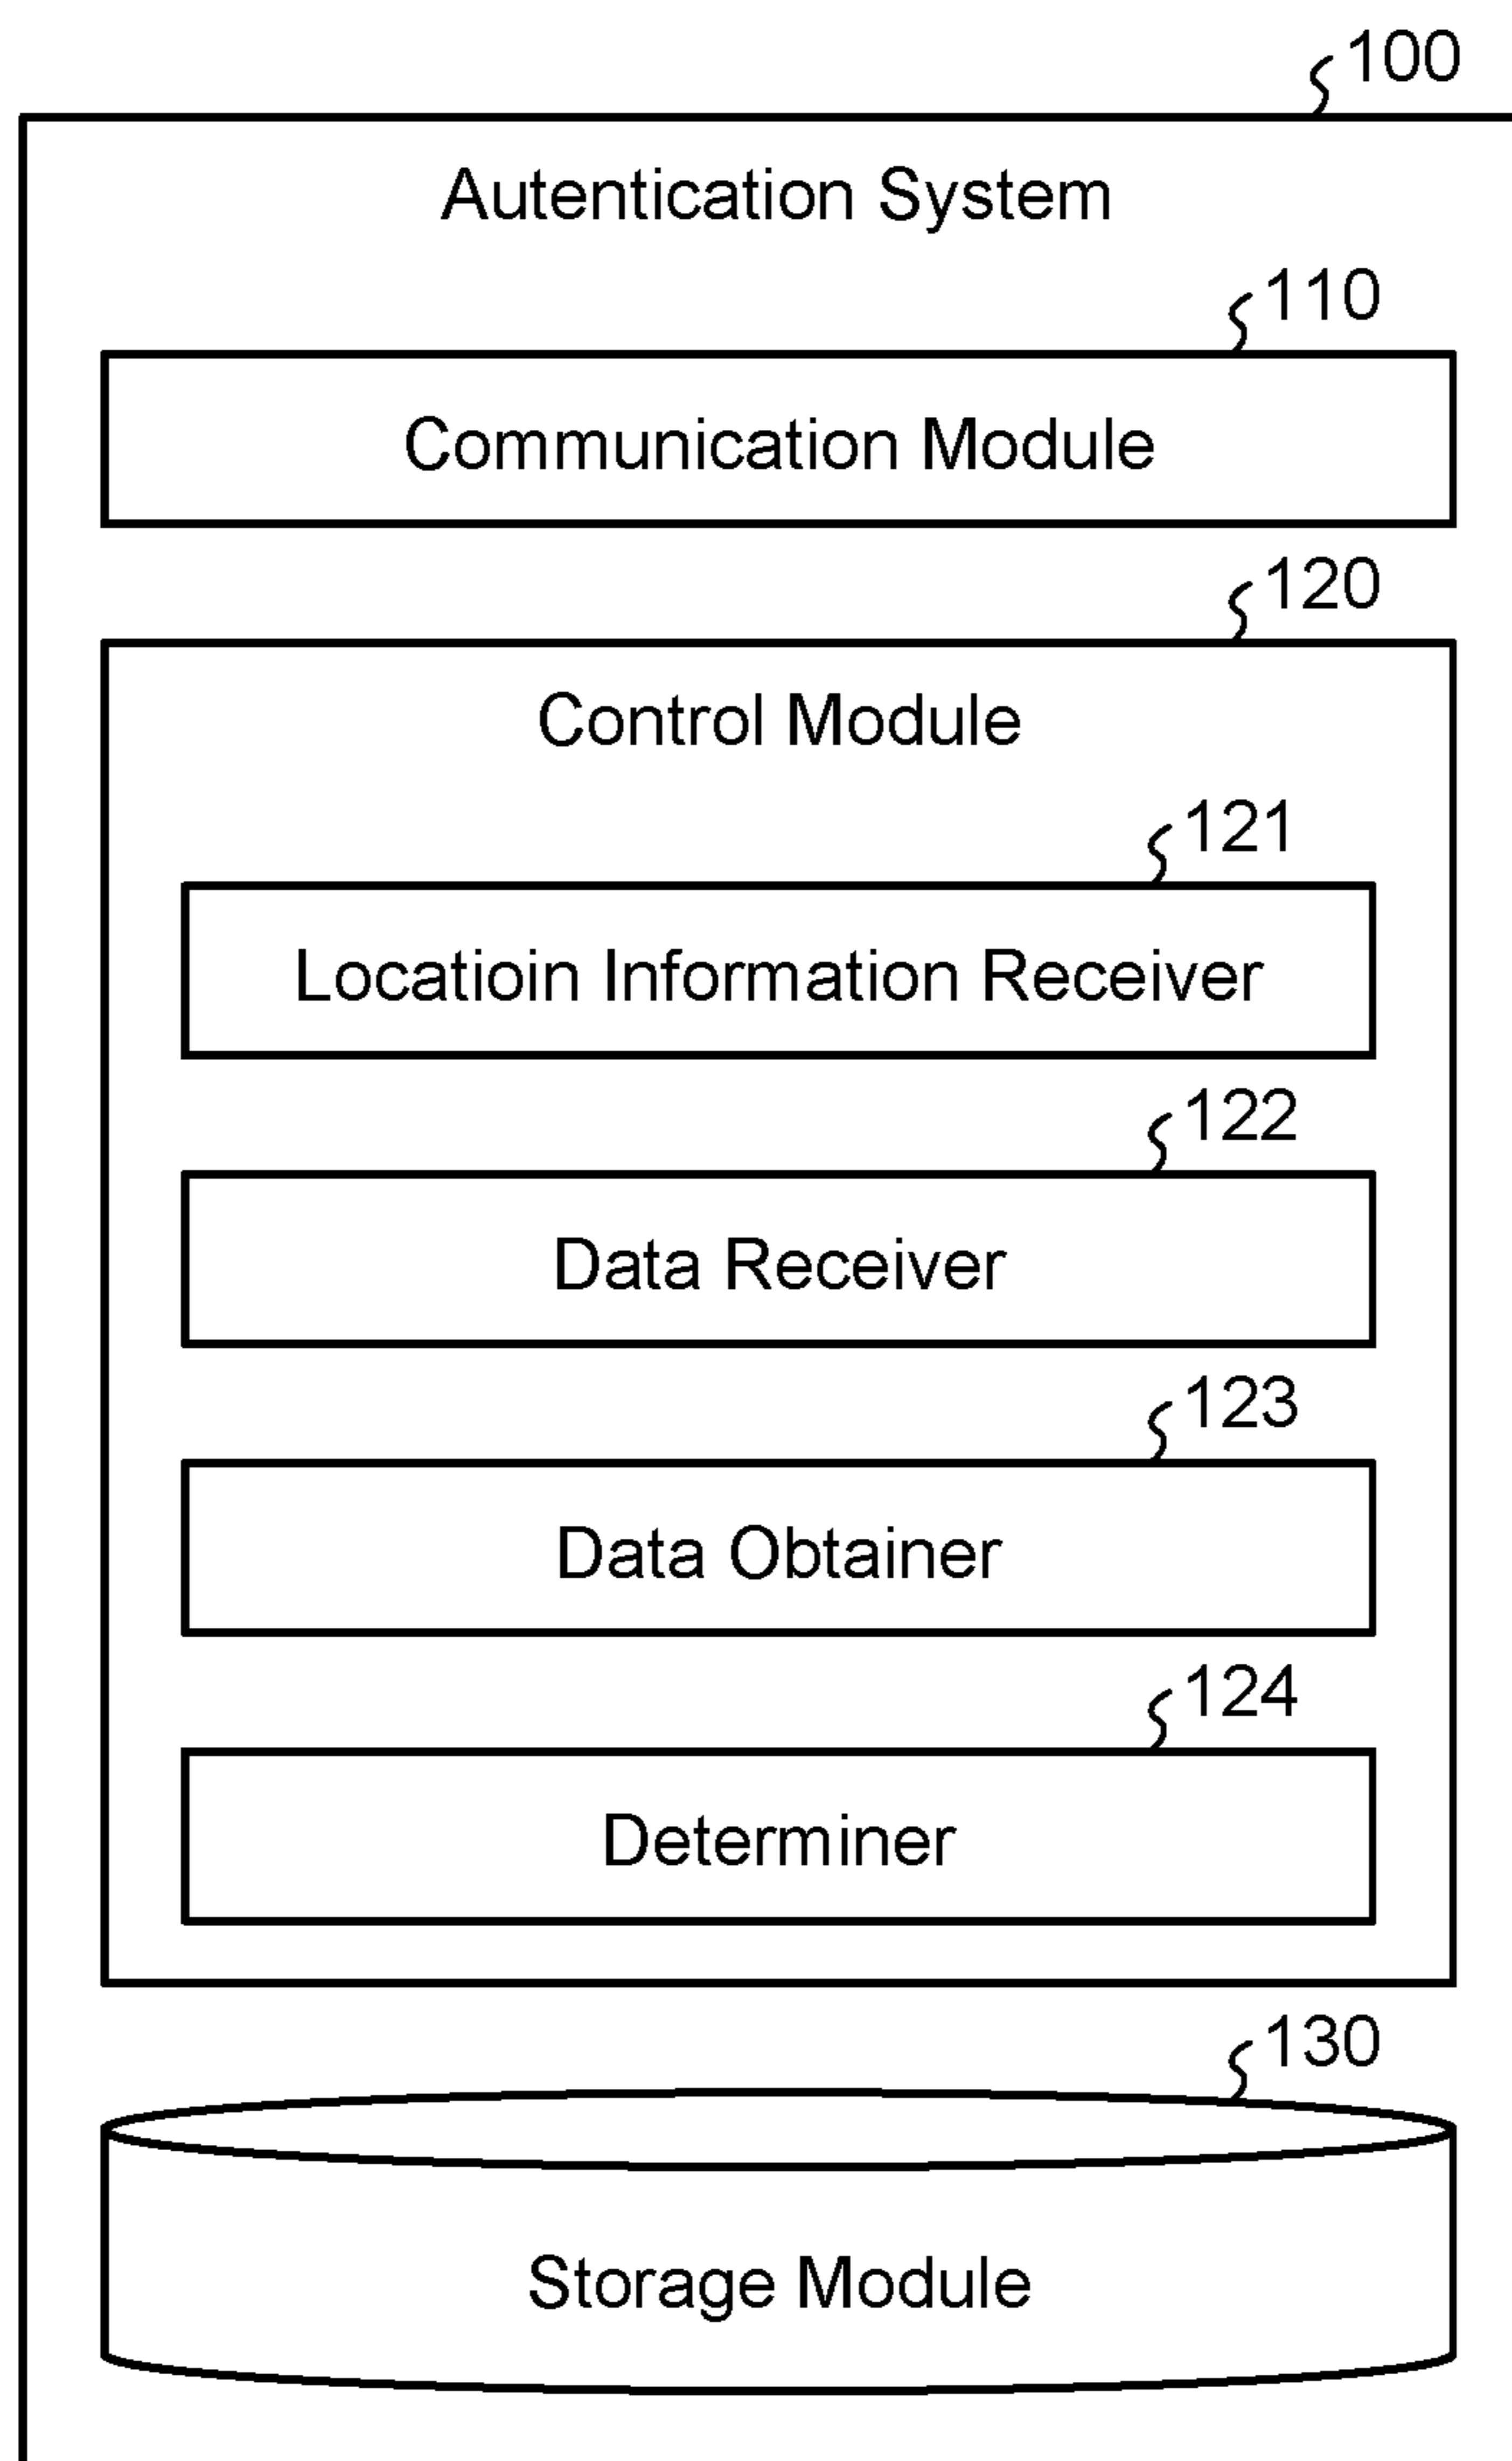 100
Autentication System
110
Communication Module
120
Control Module
121
Locatioin Information Receiver
122
Data Receiver
123
Data Obtainer
124
Determiner
130
Storage Module